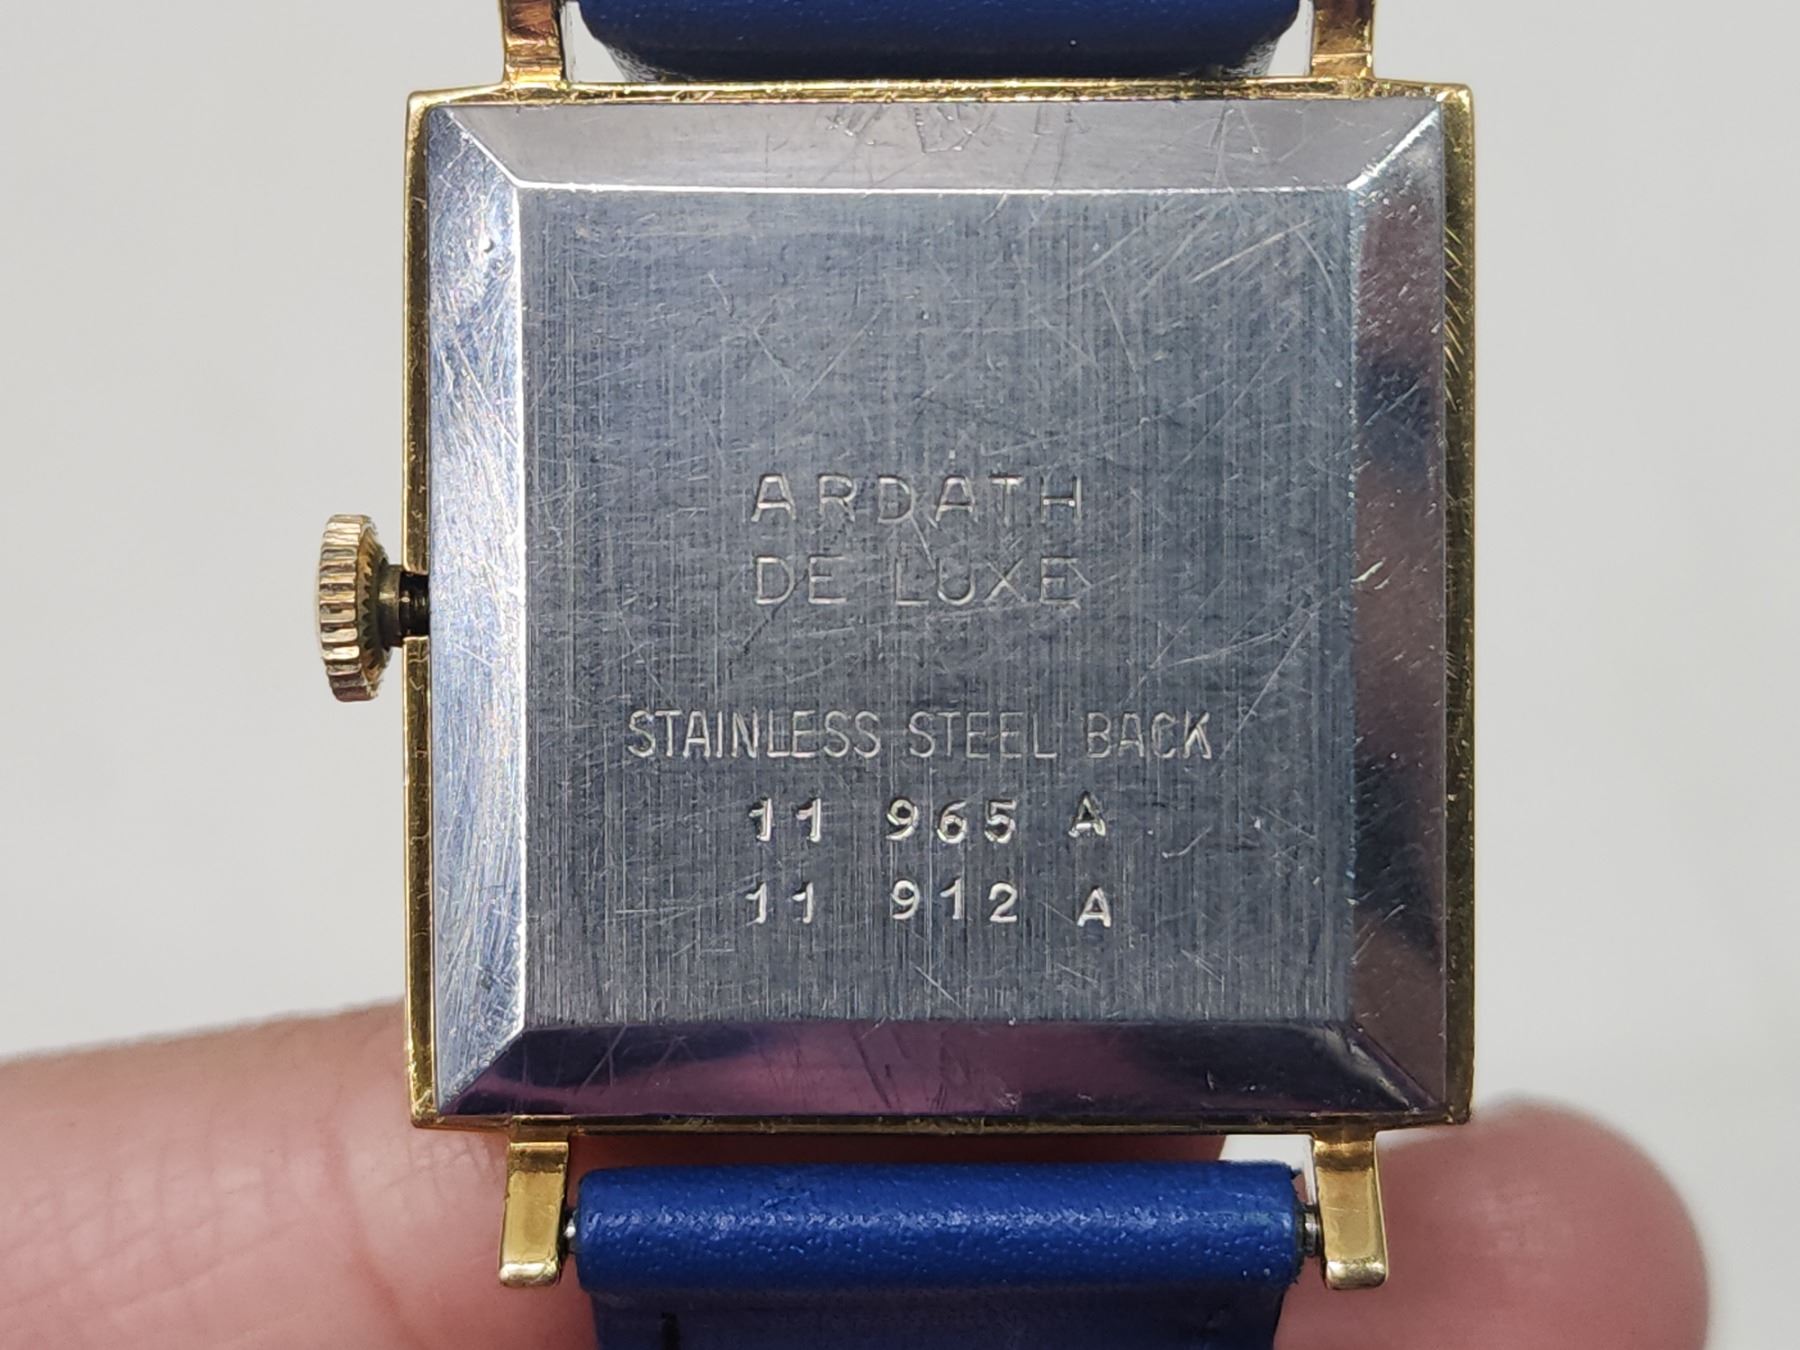 ARDATH
DE LUXE
STAINLESS STEEL BACK
11 965 A
11 912 A